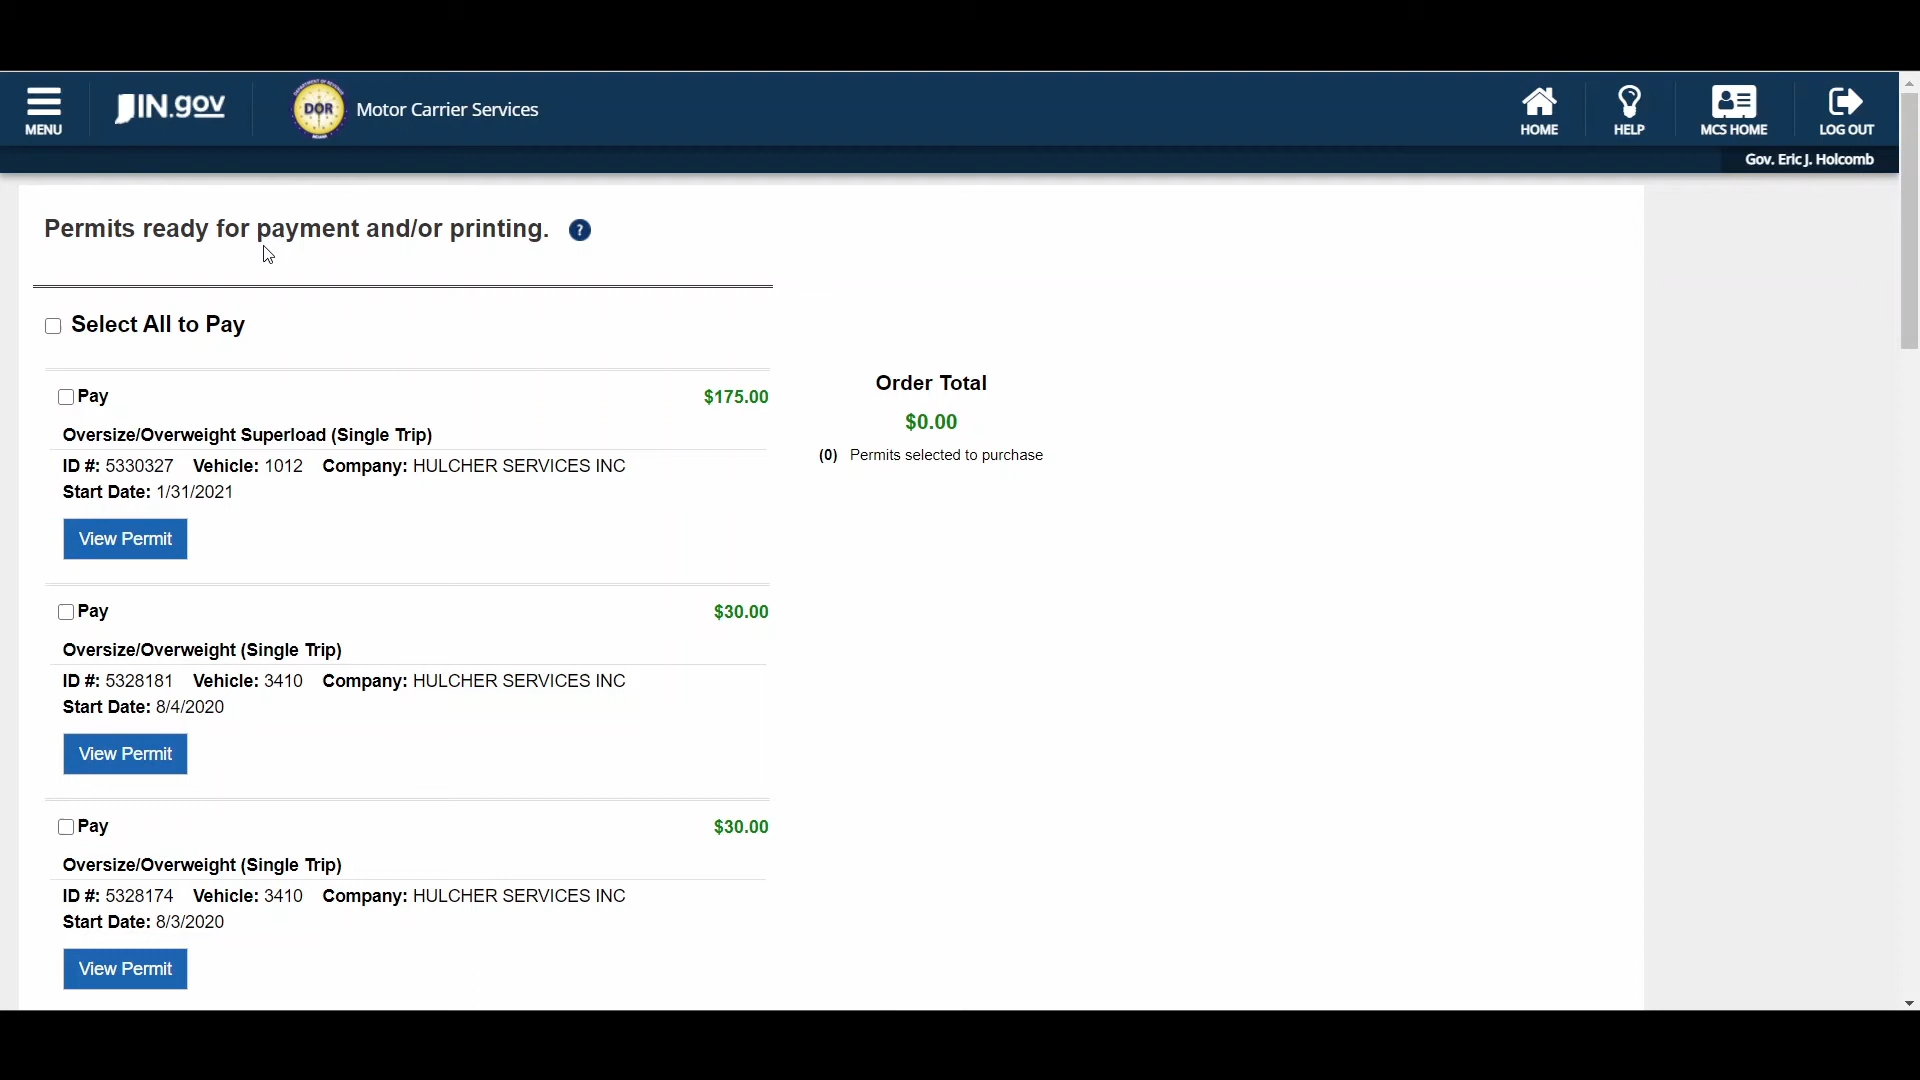 MENU
IN.gov
DOR
Motor Carrier Services
HOME
HELP
MCS HOME
LOG OUT
Gov. Eric J. Holcomb
Permits ready for payment and/or printing. ?
Select All to Pay
Pay $175.00
Oversize/Overweight Superload (Single Trip)
ID #: 5330327 Vehicle: 1012 Company: HULCHER SERVICES INC
Start Date: 1/31/2021
View Permit
Pay $30.00
Oversize/Overweight (Single Trip)
ID #: 5328181 Vehicle: 3410 Company: HULCHER SERVICES INC
Start Date: 8/4/2020
View Permit
Pay $30.00
Oversize/Overweight (Single Trip)
ID #: 5328174 Vehicle: 3410 Company: HULCHER SERVICES INC
Start Date: 8/3/2020
View Permit
Order Total
$0.00
(0) Permits selected to purchase